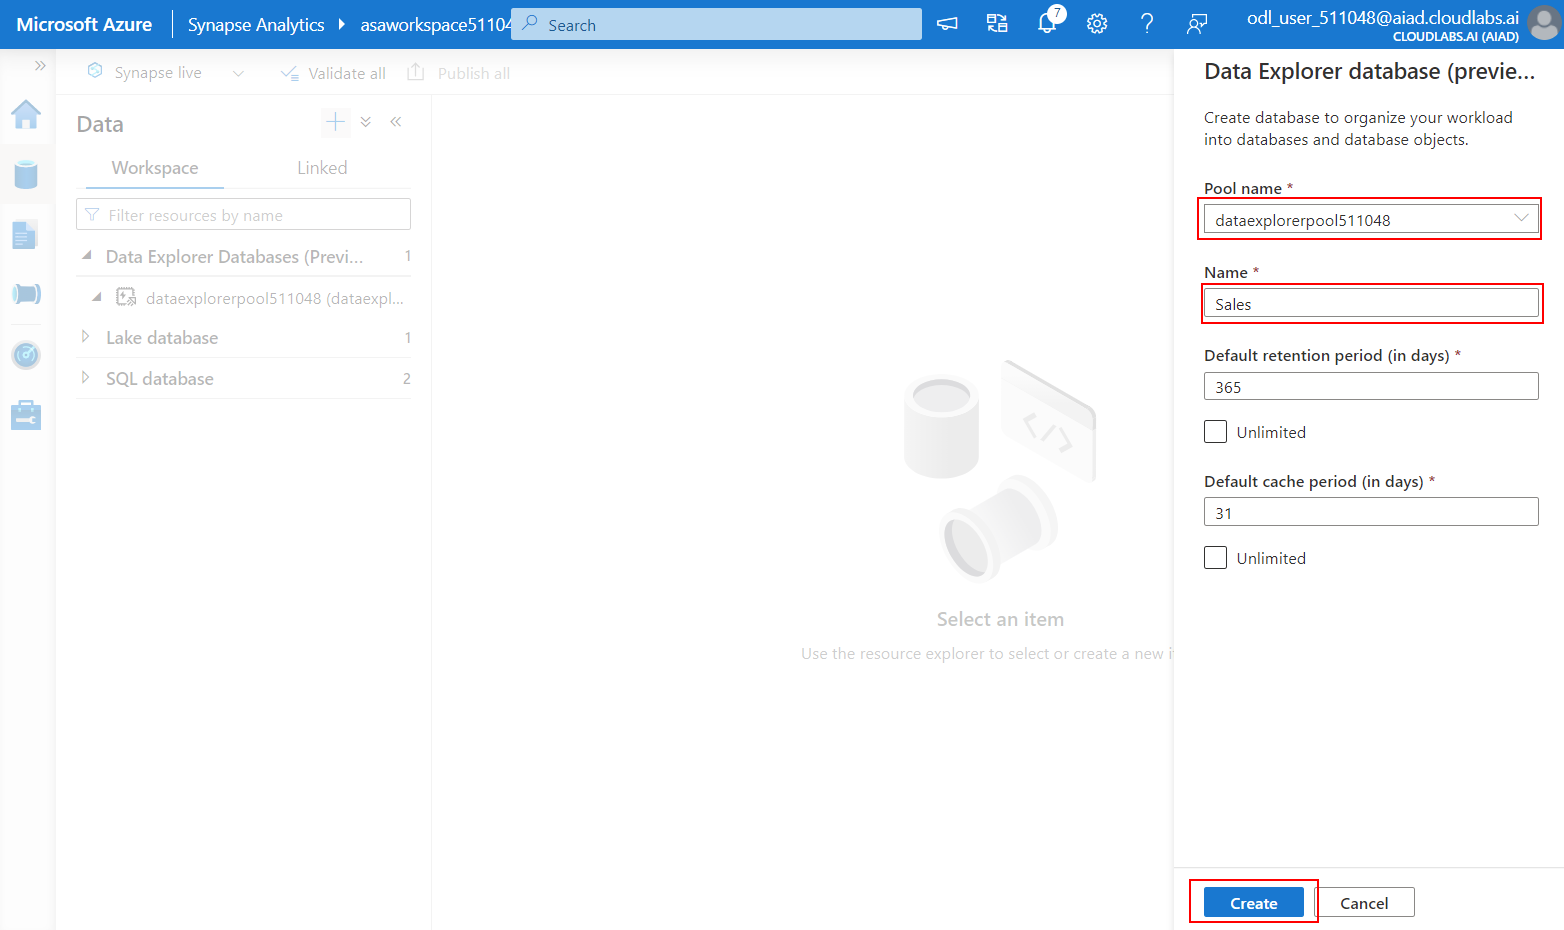 Microsoft Azure
Synapse Analytics
asaworkspace51104
Search
7
odl_user_511048@aiad.cloudlabs.ai
CLOUDLABS.AI (AIAD)
Synapse live
Validate all
Publish all
Data
Workspace
Linked
Filter resources by name
Data Explorer Databases (Previ... 1
dataexplorerpool511048 (dataexpl...
Lake database 1
SQL database 2
Select an item
Use the resource explorer to select or create a new i
Data Explorer database (previe...
Create database to organize your workload
into databases and database objects.
Pool name *
dataexplorerpool511048
Name *
Sales
Default retention period (in days) *
365
Unlimited
Default cache period (in days) *
31
Unlimited
Create
Cancel